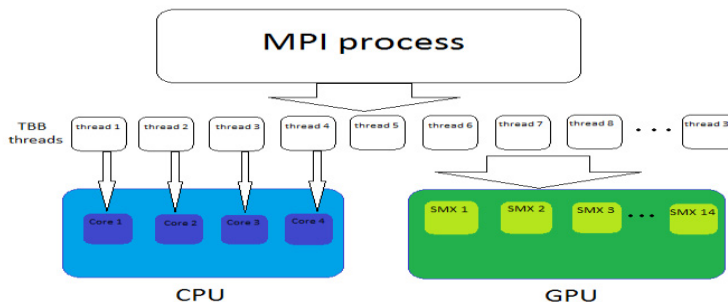 MPI process
TBB
threads
thread 1 thread 2 thread 3 thread 4 thread 5 thread 6 thread 7 thread 8 ... thread 3
Core 1 Core 2 Core 3 Core 4
SMX 1 SMX 2 SMX 3 ... SMX 14
CPU
GPU